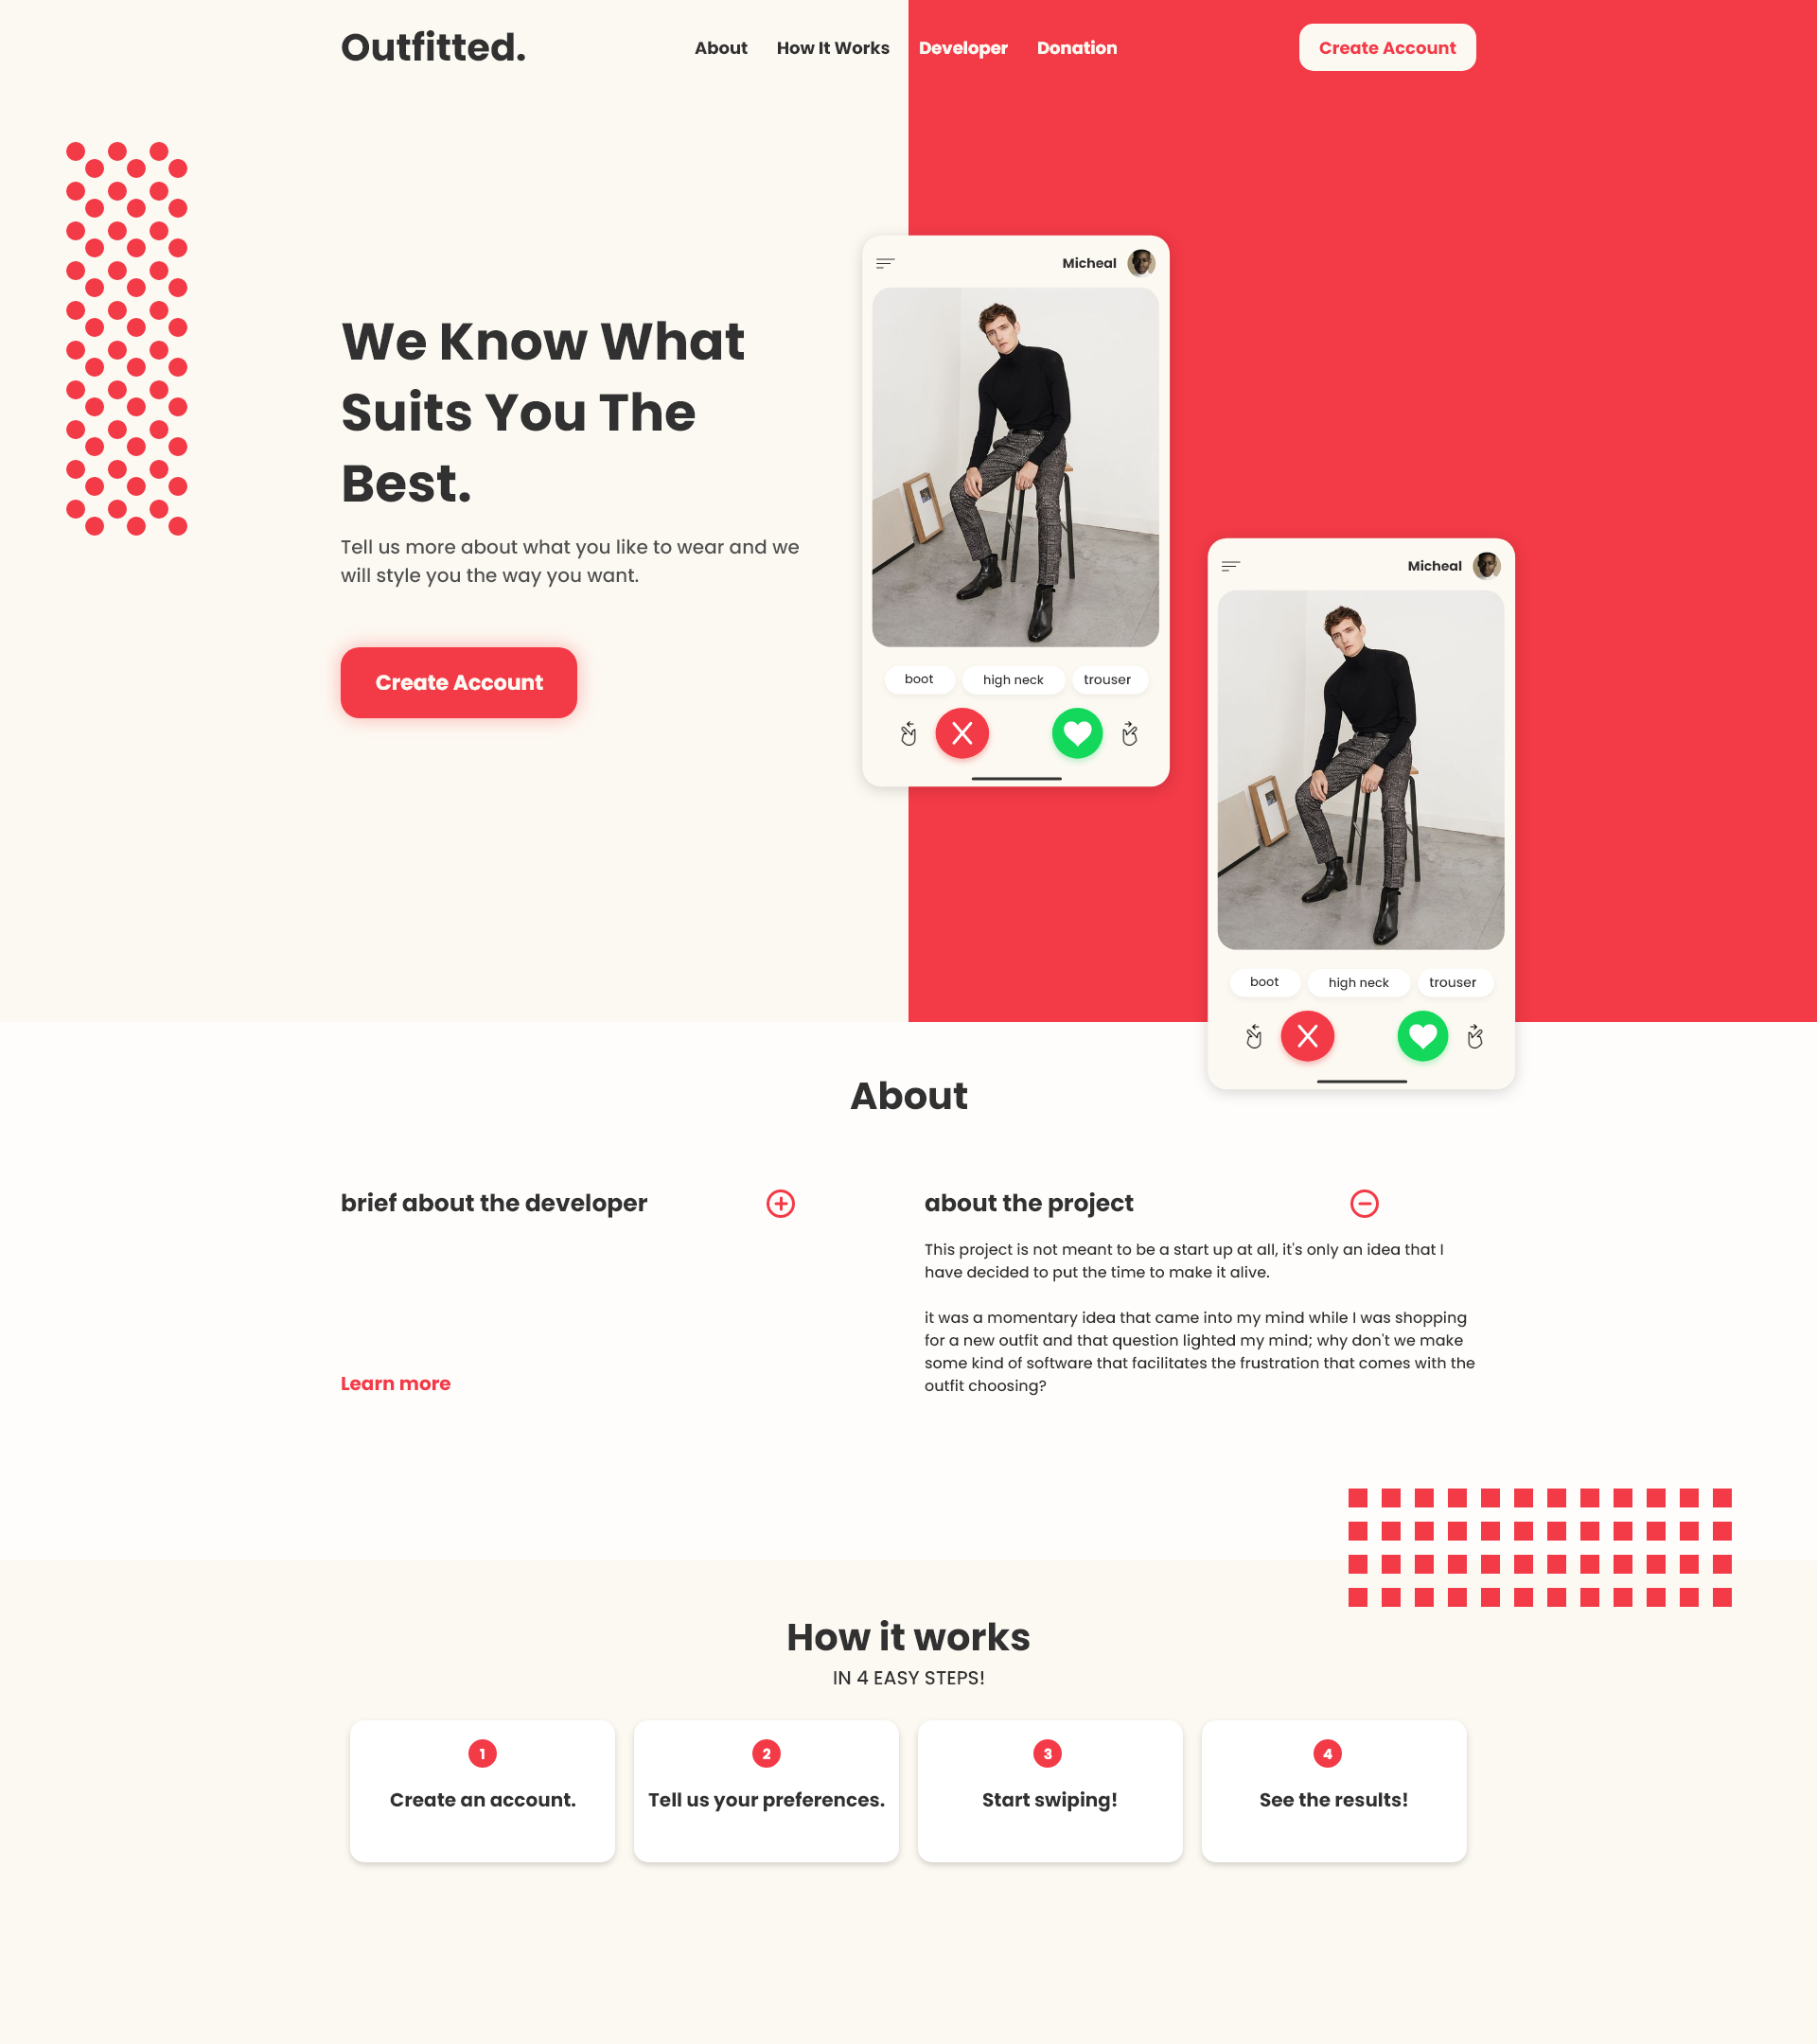 Outfitted.
About
How It Works
Developer
Donation
Create Account
We Know What
Suits You The
Best.
Tell us more about what you like to wear and we
will style you the way you want.
Create Account
Micheal
boot
high neck
trouser
Micheal
boot
high neck
trouser
About
brief about the developer
Learn more
about the project
This project is not meant to be a start up at all, it's only an idea that I
have decided to put the time to make it alive.
it was a momentary idea that came into my mind while I was shopping
for a new outfit and that question lighted my mind; why don't we make
some kind of software that facilitates the frustration that comes with the
outfit choosing?
How it works
IN 4 EASY STEPS!
1
Create an account.
2
Tell us your preferences.
3
Start swiping!
4
See the results!